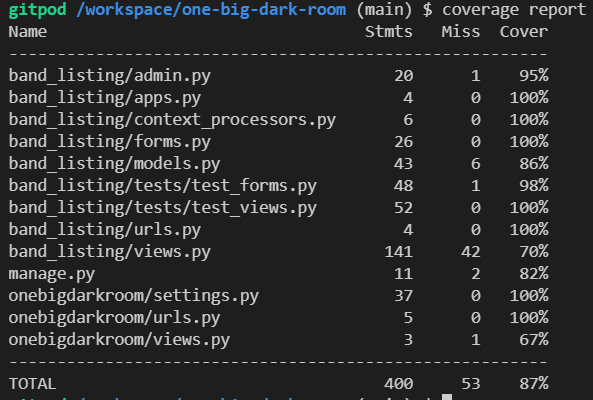 gitpod /workspace/one-big-dark-room (main) $ coverage report
Name Stmts Miss Cover
--------------------------------------------------------
band_listing/admin.py 20 1 95%
band_listing/apps.py 4 0 100%
band_listing/context_processors.py 6 0 100%
band_listing/forms.py 26 0 100%
band_listing/models.py 43 6 86%
band_listing/tests/test_forms.py 48 1 98%
band_listing/tests/test_views.py 52 0 100%
band_listing/urls.py 4 0 100%
band_listing/views.py 141 42 70%
manage.py 11 2 82%
onebigdarkroom/settings.py 37 0 100%
onebigdarkroom/urls.py 5 0 100%
onebigdarkroom/views.py 3 1 67%
--------------------------------------------------------
TOTAL 400 53 87%